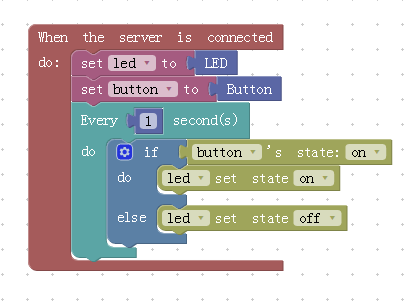 When the server is connected
do: set led to LED
set button to Button
Every 1 second(s)
do if button 's state: on
do led set state on
else led set state off